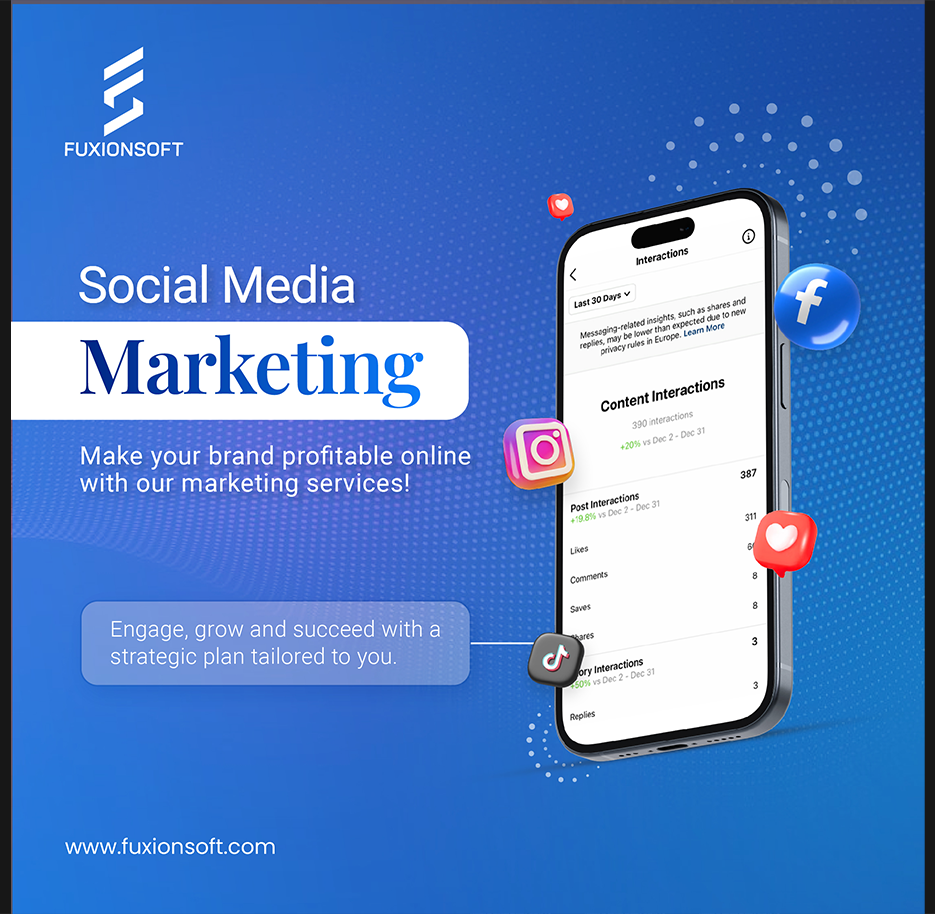 FUXIONSOFT
Social Media
Marketing
Make your brand profitable online
with our marketing services!
Engage, grow and succeed with a
strategic plan tailored to you.
www.fuxionsoft.com
Interactions
Last 30 Days
Messaging-related insights, such as shares and
replies, may be lower than expected due to new
privacy rules in Europe. Learn More
Content Interactions
390 interactions
+20% vs Dec 2 - Dec 31
Post Interactions 387
+19.8% vs Dec 2 - Dec 31
Likes 311
Comments
Saves 8
8
Interactions 3
+50% vs Dec 2 - Dec 31
Replies 3